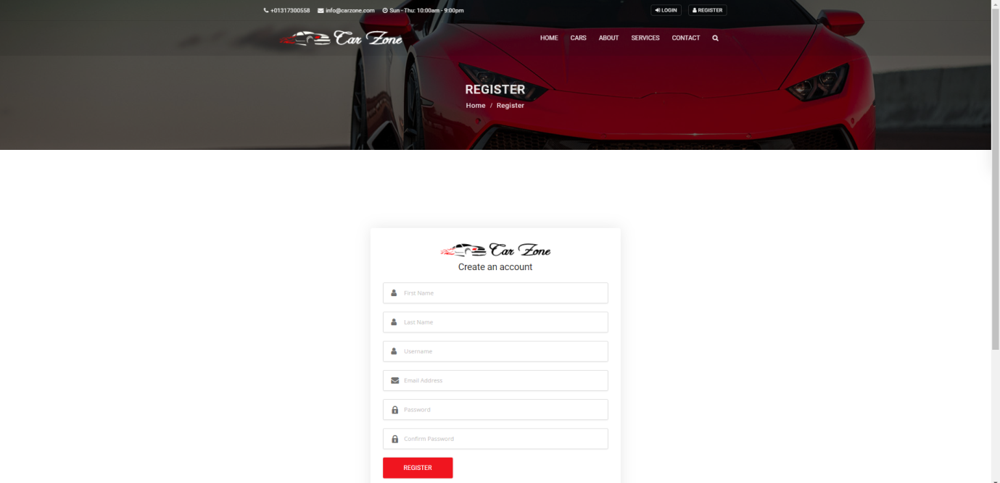 +01317300558 info@carzone.com Sun - Thu: 10:00am - 9:00pm LOGIN REGISTER
Car Zone HOME CARS ABOUT SERVICES CONTACT
REGISTER
Home / Register
Car Zone
Create an account
First Name
Last Name
Username
Email Address
Password
Confirm Password
REGISTER